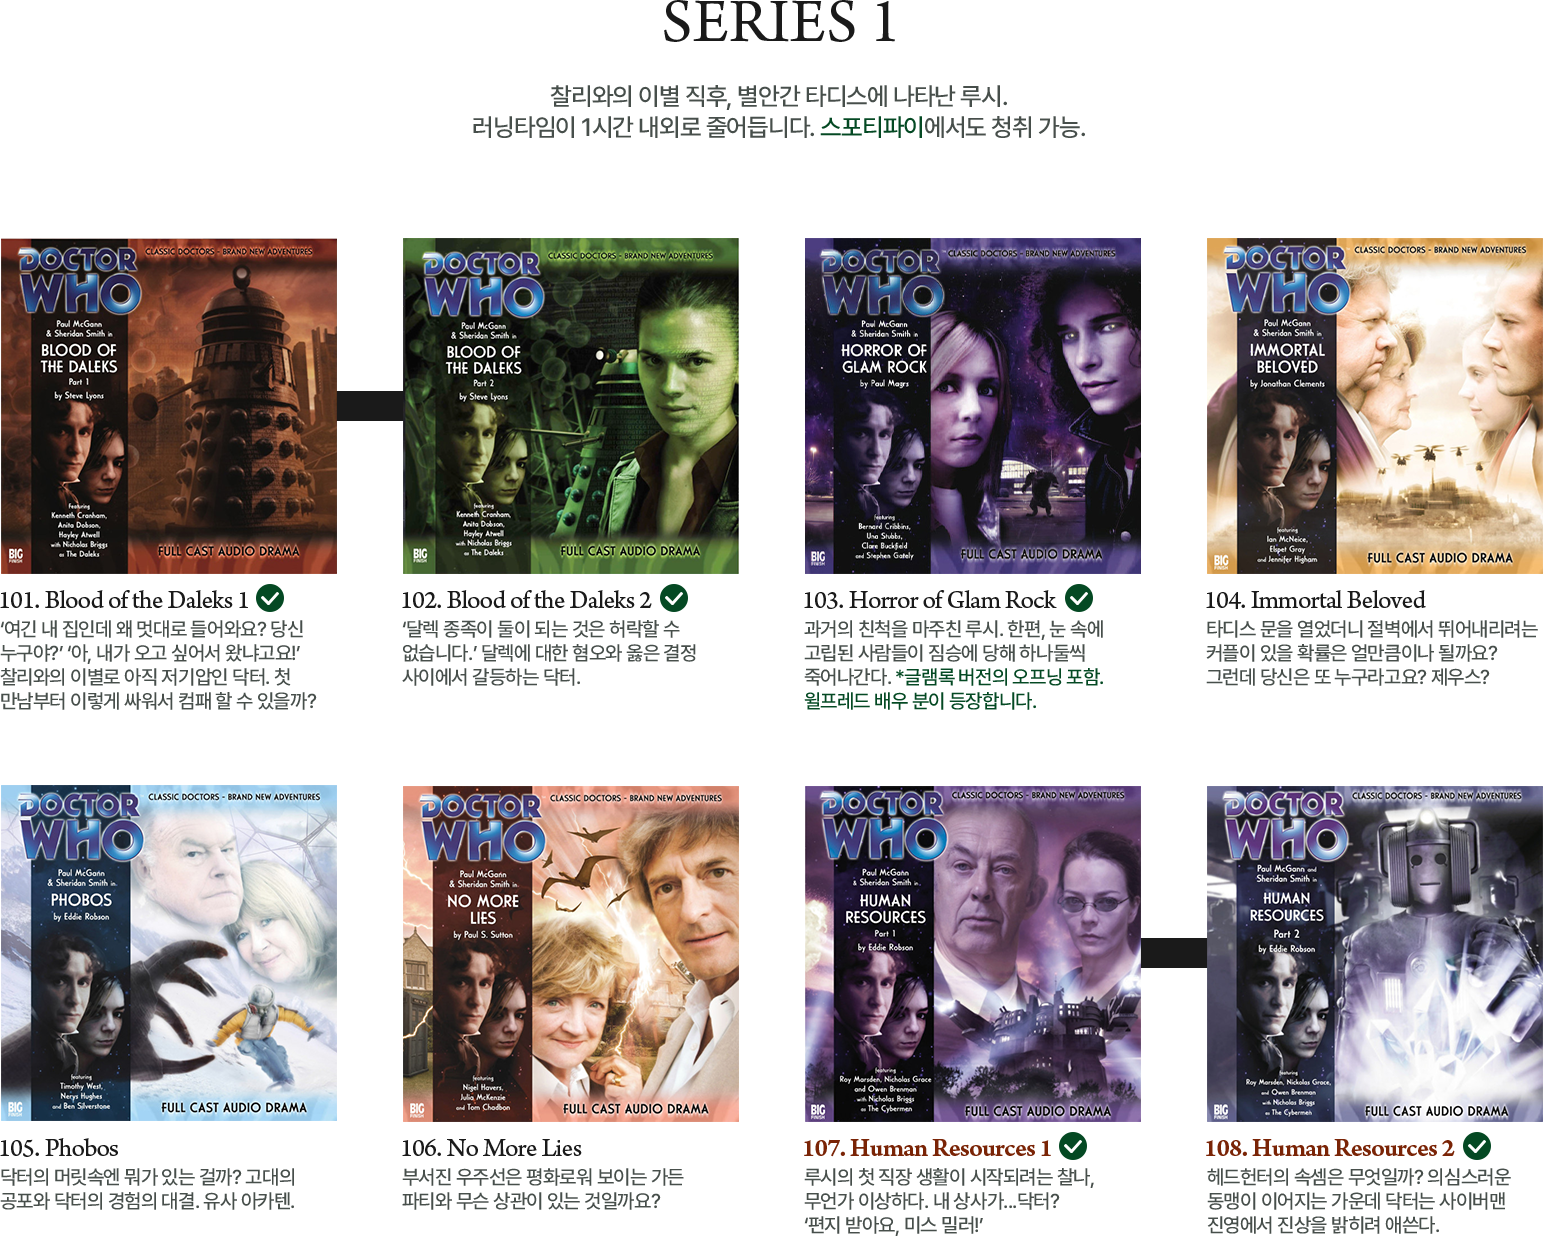 SERIES 1
찰리와의 이별 직후, 별안간 타디스에 나타난 루시.
러닝타임이 1시간 내외로 줄어듭니다. 스포티파이에서도 청취 가능.
DOCTOR WHO
CLASSIC DOCTORS - BRAND NEW ADVENTURES
Paul McGann
& Sheridan Smith in
BLOOD OF
THE DALEKS
Part 1
by Steve Lyons
featuring
Kenneth Cranham,
Anita Dobson,
Hayley Atwell
with Nicholas Briggs
as The Daleks
BIG
FINISH
FULL CAST AUDIO DRAMA
DOCTOR WHO
CLASSIC DOCTORS - BRAND NEW ADVENTURES
Paul McGann
& Sheridan Smith in
BLOOD OF
THE DALEKS
Part 2
by Steve Lyons
featuring
Kenneth Cranham,
Anita Dobson,
Hayley Atwell
with Nicholas Briggs
as The Daleks
BIG
FINISH
FULL CAST AUDIO DRAMA
DOCTOR WHO
CLASSIC DOCTORS - BRAND NEW ADVENTURES
Paul McGann
& Sheridan Smith in
HORROR OF
GLAM ROCK
by Paul Magrs
featuring
Bernard Cribbins,
Una Stubbs,
Clare Buckfield
and Stephen Gately
BIG
FINISH
FULL CAST AUDIO DRAMA
DOCTOR WHO
CLASSIC DOCTORS - BRAND NEW ADVENTURES
Paul McGann
& Sheridan Smith in
IMMORTAL
BELOVED
by Jonathan Clements
featuring
Ian McNeice,
Elspet Gray
and Jennifer Higham
BIG
FINISH
FULL CAST AUDIO DRAMA
101. Blood of the Daleks 1
‘여긴 내 집인데 왜 멋대로 들어와요? 당신
누구야?’ ‘아, 내가 오고 싶어서 왔냐고요!’
찰리와의 이별로 아직 저기압인 닥터. 첫
만남부터 이렇게 싸워서 컴패 할 수 있을까?
102. Blood of the Daleks 2
‘달렉 종족이 둘이 되는 것은 허락할 수
없습니다.’ 달렉에 대한 혐오와 옳은 결정
사이에서 갈등하는 닥터.
103. Horror of Glam Rock
과거의 친척을 마주친 루시. 한편, 눈 속에
고립된 사람들이 짐승에 당해 하나둘씩
죽어나간다. *글램록 버전의 오프닝 포함.
윌프레드 배우 분이 등장합니다.
104. Immortal Beloved
타디스 문을 열었더니 절벽에서 뛰어내리려는
커플이 있을 확률은 얼만큼이나 될까요?
그런데 당신은 또 누구라고요? 제우스?
DOCTOR WHO
CLASSIC DOCTORS - BRAND NEW ADVENTURES
Paul McGann
& Sheridan Smith in
PHOBOS
by Eddie Robson
featuring
Timothy West,
Nerys Hughes
and Ben Silverstone
BIG
FINISH
FULL CAST AUDIO DRAMA
DOCTOR WHO
CLASSIC DOCTORS - BRAND NEW ADVENTURES
Paul McGann
& Sheridan Smith in
NO MORE
LIES
by Paul S. Sutton
featuring
Nigel Havers,
Julia McKenzie
and Tom Chadbon
BIG
FINISH
FULL CAST AUDIO DRAMA
DOCTOR WHO
CLASSIC DOCTORS - BRAND NEW ADVENTURES
Paul McGann
& Sheridan Smith in
HUMAN
RESOURCES
Part 1
by Eddie Robson
featuring
Roy Marsden, Nicholas Grace
and Owen Brenman
with Nicholas Briggs
as The Cybermen
BIG
FINISH
FULL CAST AUDIO DRAMA
DOCTOR WHO
CLASSIC DOCTORS - BRAND NEW ADVENTURES
Paul McGann and
Sheridan Smith in
HUMAN
RESOURCES
Part 2
by Eddie Robson
featuring
Roy Marsden, Nickolas Grace,
and Owen Brenman
with Nicholas Briggs
as The Cybermen
BIG
FINISH
FULL CAST AUDIO DRAMA
105. Phobos
닥터의 머릿속엔 뭐가 있는 걸까? 고대의
공포와 닥터의 경험의 대결. 유사 아카텐.
106. No More Lies
부서진 우주선은 평화로워 보이는 가든
파티와 무슨 상관이 있는 것일까요?
107. Human Resources 1
루시의 첫 직장 생활이 시작되려는 찰나,
무언가 이상하다. 내 상사가...닥터?
‘편지 받아요, 미스 밀러!’
108. Human Resources 2
헤드헌터의 속셈은 무엇일까? 의심스러운
동맹이 이어지는 가운데 닥터는 사이버맨
진영에서 진상을 밝히려 애쓴다.